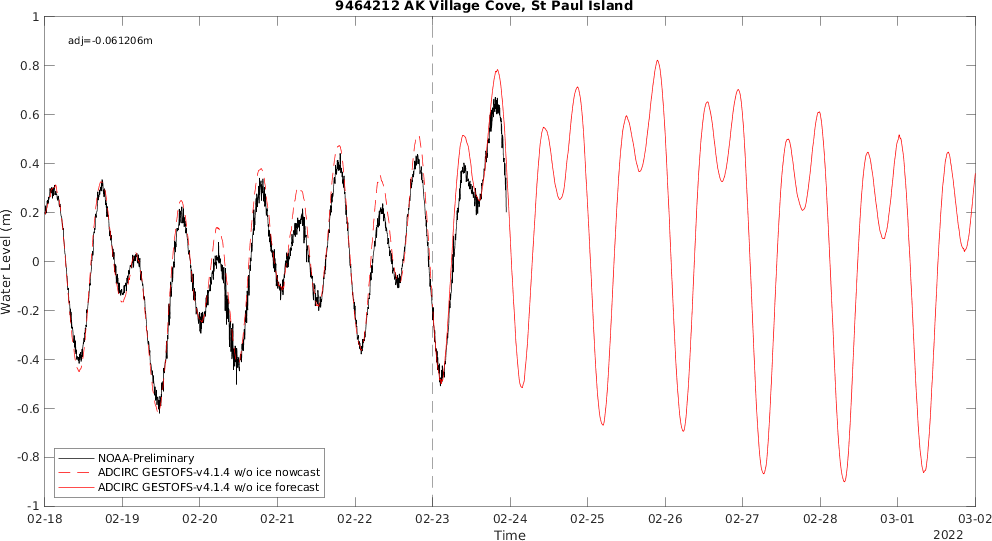 9464212 AK Village Cove, St Paul Island
adj=-0.061206m
1
0.8
0.6
0.4
0.2
0
-0.2
-0.4
-0.6
-0.8
-1
Water Level (m)
NOAA-Preliminary
ADCIRC GESTOFS-v4.1.4 w/o ice nowcast
ADCIRC GESTOFS-v4.1.4 w/o ice forecast
02-18 02-19 02-20 02-21 02-22 02-23 02-24 02-25 02-26 02-27 02-28 03-01 03-02
Time
2022